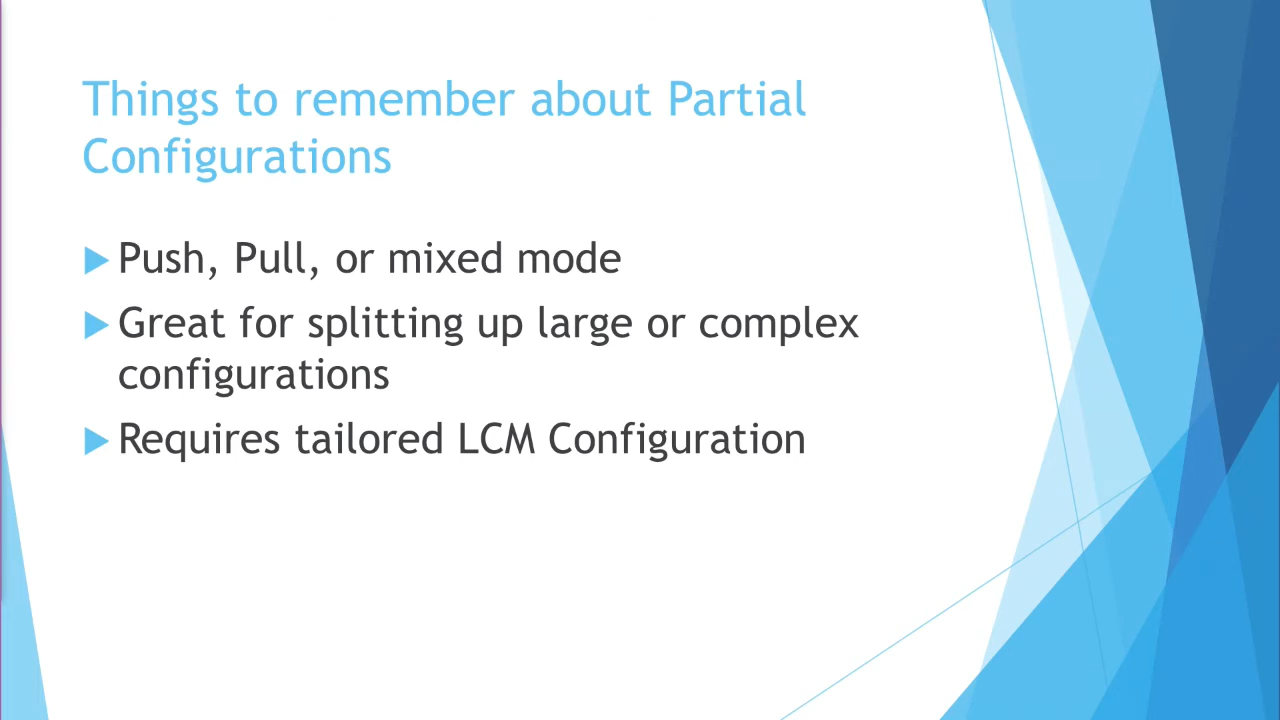 Things to remember about Partial
Configurations
Push, Pull, or mixed mode
Great for splitting up large or complex
configurations
Requires tailored LCM Configuration